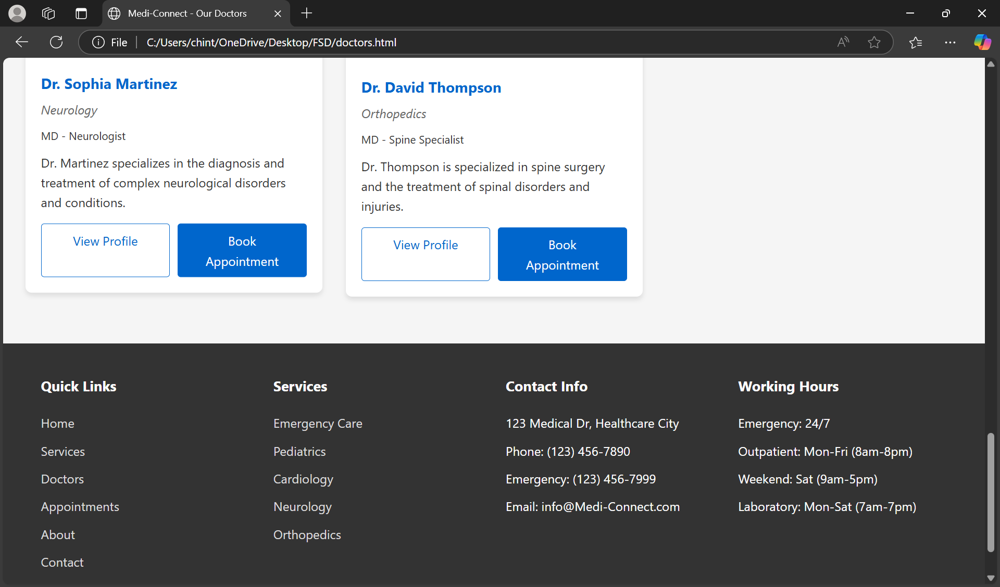 Medi-Connect - Our Doctors
File
C:/Users/chint/OneDrive/Desktop/FSD/doctors.html
Dr. Sophia Martinez
Neurology
MD - Neurologist
Dr. Martinez specializes in the diagnosis and
treatment of complex neurological disorders
and conditions.
View Profile
Book
Appointment
Dr. David Thompson
Orthopedics
MD - Spine Specialist
Dr. Thompson is specialized in spine surgery
and the treatment of spinal disorders and
injuries.
View Profile
Book
Appointment
Quick Links
Home
Services
Doctors
Appointments
About
Contact
Services
Emergency Care
Pediatrics
Cardiology
Neurology
Orthopedics
Contact Info
123 Medical Dr, Healthcare City
Phone: (123) 456-7890
Emergency: (123) 456-7999
Email: info@Medi-Connect.com
Working Hours
Emergency: 24/7
Outpatient: Mon-Fri (8am-8pm)
Weekend: Sat (9am-5pm)
Laboratory: Mon-Sat (7am-7pm)